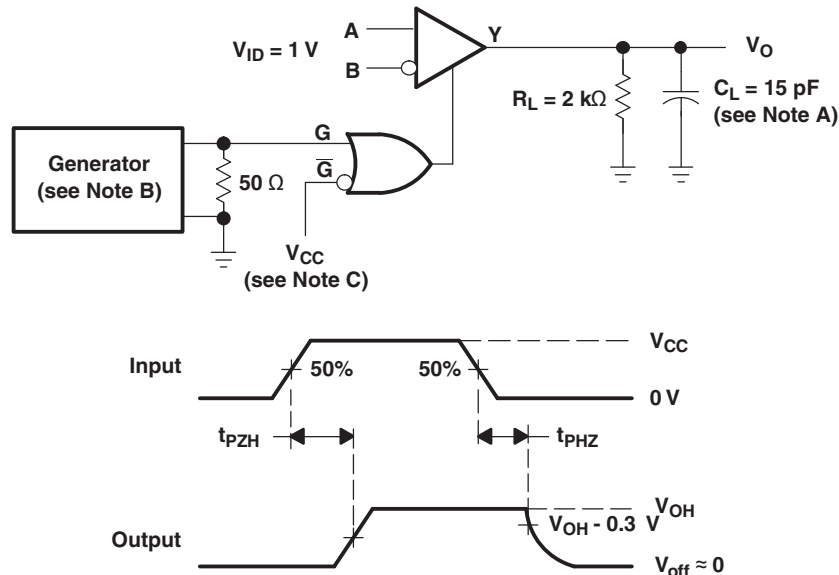 A
Y
V_ID = 1 V
V_O
B
R_L = 2 kΩ
C_L = 15 pF
(see Note A)
G
Generator
(see Note B)
G̅
50 Ω
V_CC
(see Note C)
V_CC
Input
50%
50%
0 V
t_PZH
t_PHZ
V_OH
V_OH - 0.3 V
Output
V_off ≈ 0